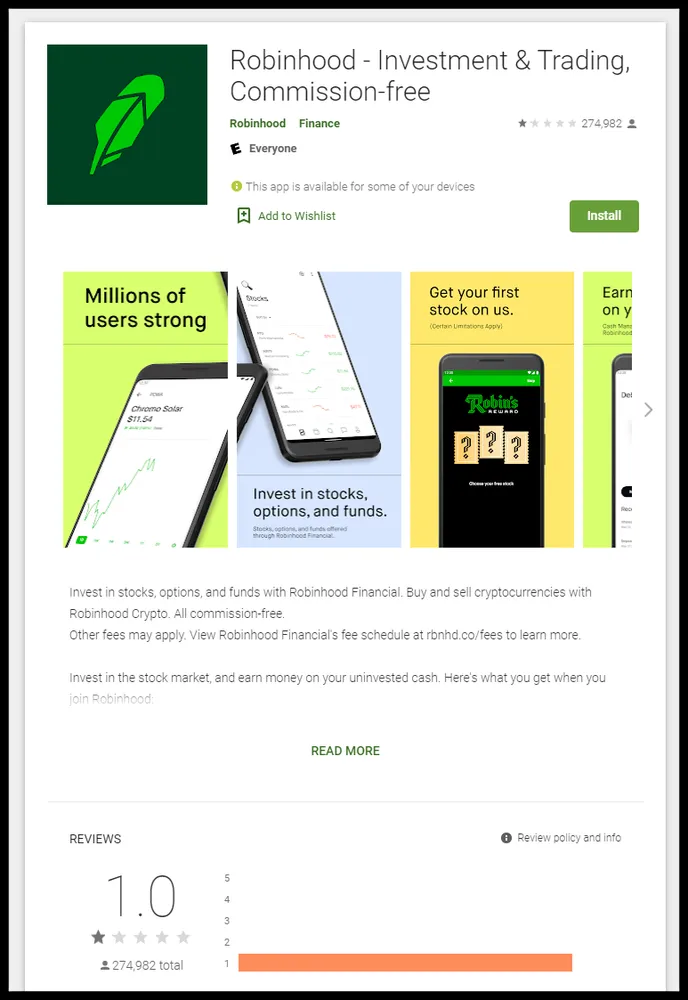 Robinhood - Investment & Trading,
Commission-free
Robinhood Finance
274,982
E Everyone
This app is available for some of your devices
Add to Wishlist
Install
Millions of
users strong
Chromo Solar
$11.54
Stocks
Invest in stocks,
options, and funds.
Stocks, options, and funds offered
through Robinhood Financial.
Get your first
stock on us.
(Certain Limitations Apply)
Skip
Robin's
REWARD
? ? ?
Choose your free stock
Earn
on y
Cash Mana
Robinhood
Invest in stocks, options, and funds with Robinhood Financial. Buy and sell cryptocurrencies with
Robinhood Crypto. All commission-free.
Other fees may apply. View Robinhood Financial's fee schedule at rbnhd.co/fees to learn more.
Invest in the stock market, and earn money on your uninvested cash. Here's what you get when you
join Robinhood:
READ MORE
REVIEWS
Review policy and info
1.0
274,982 total
5
4
3
2
1